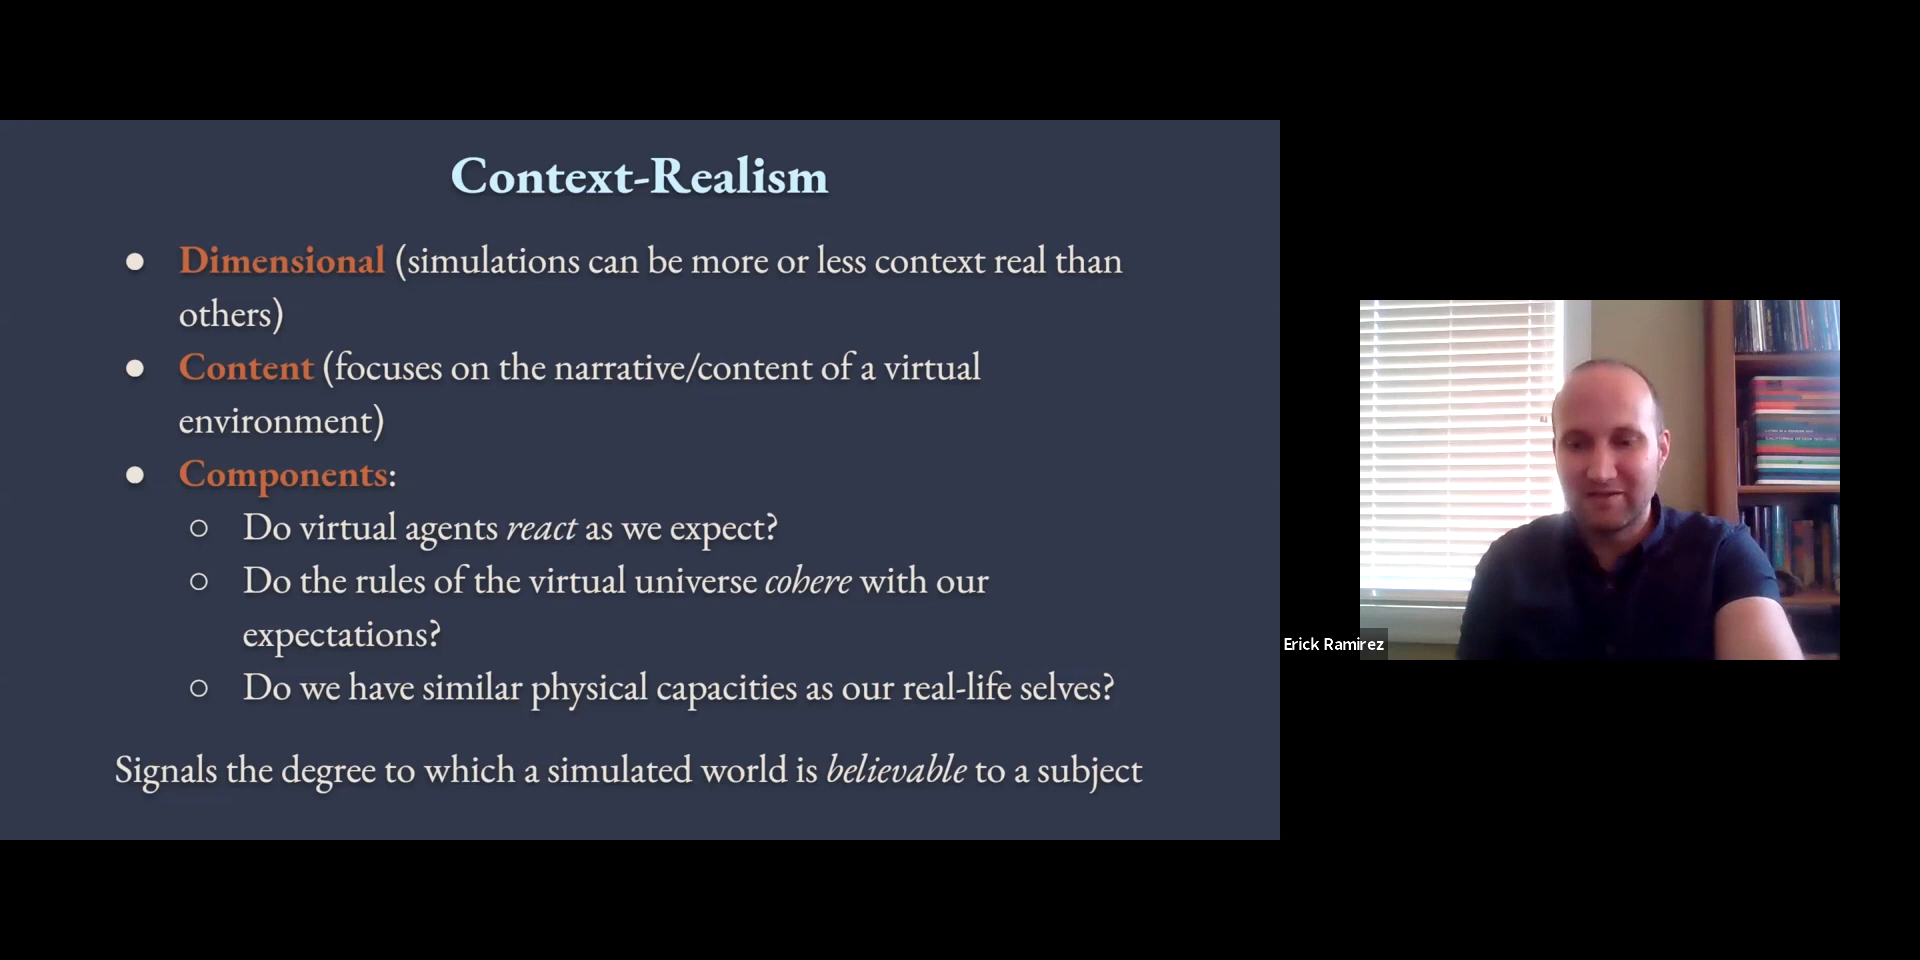 Context-Realism
● Dimensional (simulations can be more or less context real than
others)
● Content (focuses on the narrative/content of a virtual
environment)
● Components:
○ Do virtual agents react as we expect?
○ Do the rules of the virtual universe cohere with our
expectations?
○ Do we have similar physical capacities as our real-life selves?
Signals the degree to which a simulated world is believable to a subject
Erick Ramirez